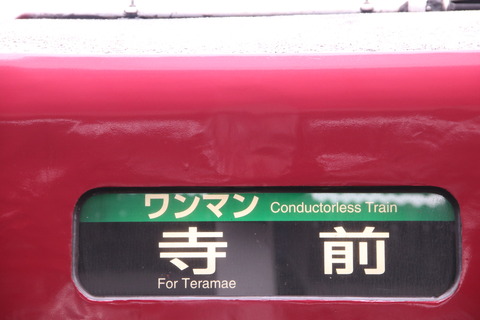 ワンマン Conductorless Train
寺前
For Teramae